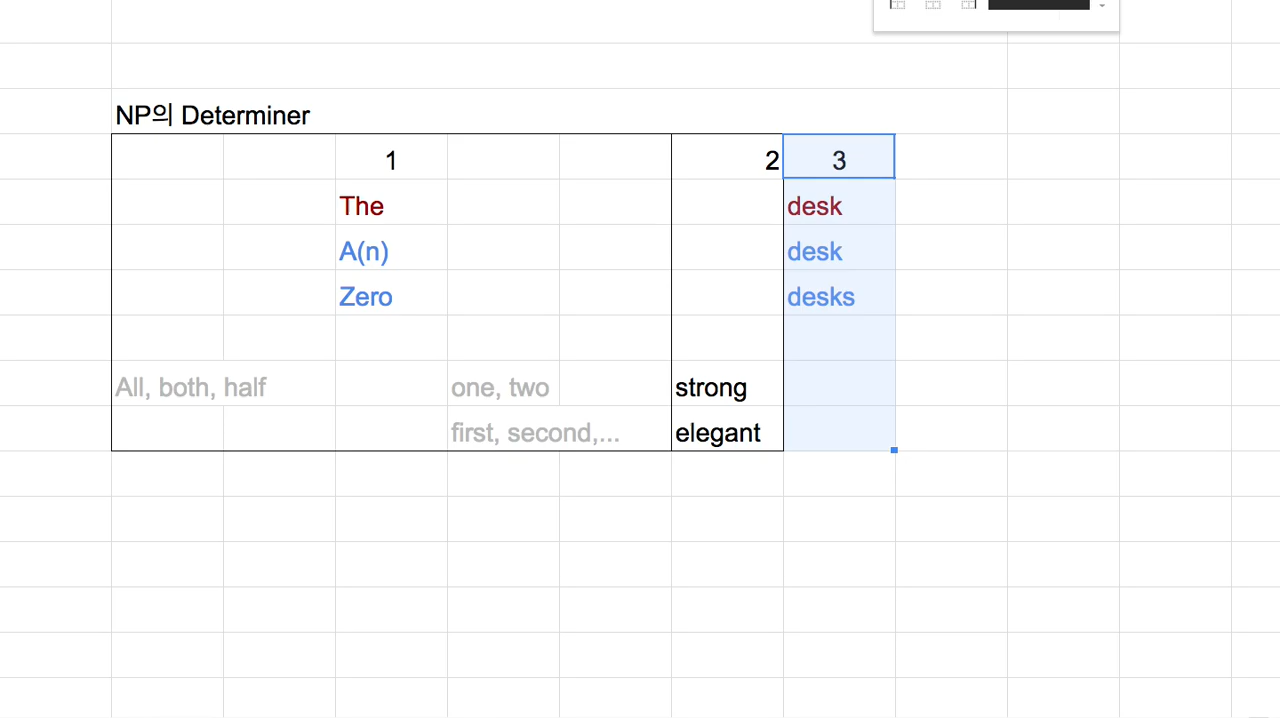 NP의 Determiner
1 2 3
The desk
A(n) desk
Zero desks
All, both, half one, two strong
first, second,... elegant